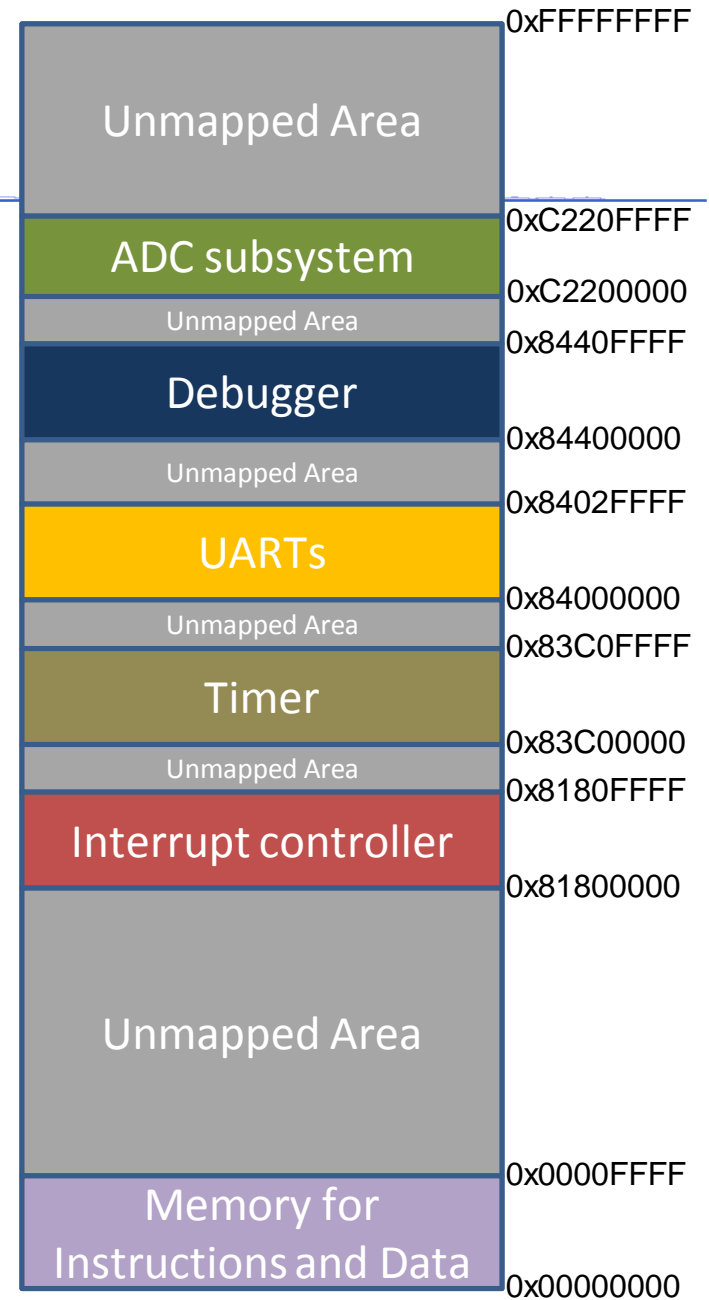 0xFFFFFFFF
Unmapped Area
0xC220FFFF
ADC subsystem
0xC2200000
Unmapped Area
0x8440FFFF
Debugger
0x84400000
Unmapped Area
0x8402FFFF
UARTs
0x84000000
Unmapped Area
0x83C0FFFF
Timer
0x83C00000
Unmapped Area
0x8180FFFF
Interrupt controller
0x81800000
Unmapped Area
0x0000FFFF
Memory for
Instructions and Data
0x00000000